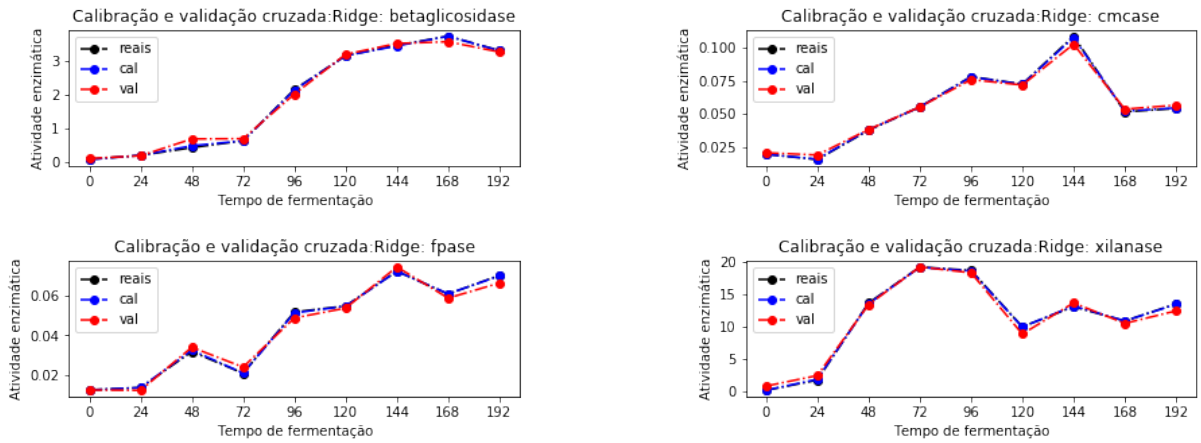 Calibração e validação cruzada:Ridge: betaglicosidase
Atividade enzimática
3
2
1
0
reais
cal
val
0 24 48 72 96 120 144 168 192
Tempo de fermentação
Calibração e validação cruzada:Ridge: cmcase
Atividade enzimática
0.100
0.075
0.050
0.025
reais
cal
val
0 24 48 72 96 120 144 168 192
Tempo de fermentação
Calibração e validação cruzada:Ridge: fpase
Atividade enzimática
0.06
0.04
0.02
reais
cal
val
0 24 48 72 96 120 144 168 192
Tempo de fermentação
Calibração e validação cruzada:Ridge: xilanase
Atividade enzimática
20
15
10
5
0
reais
cal
val
0 24 48 72 96 120 144 168 192
Tempo de fermentação